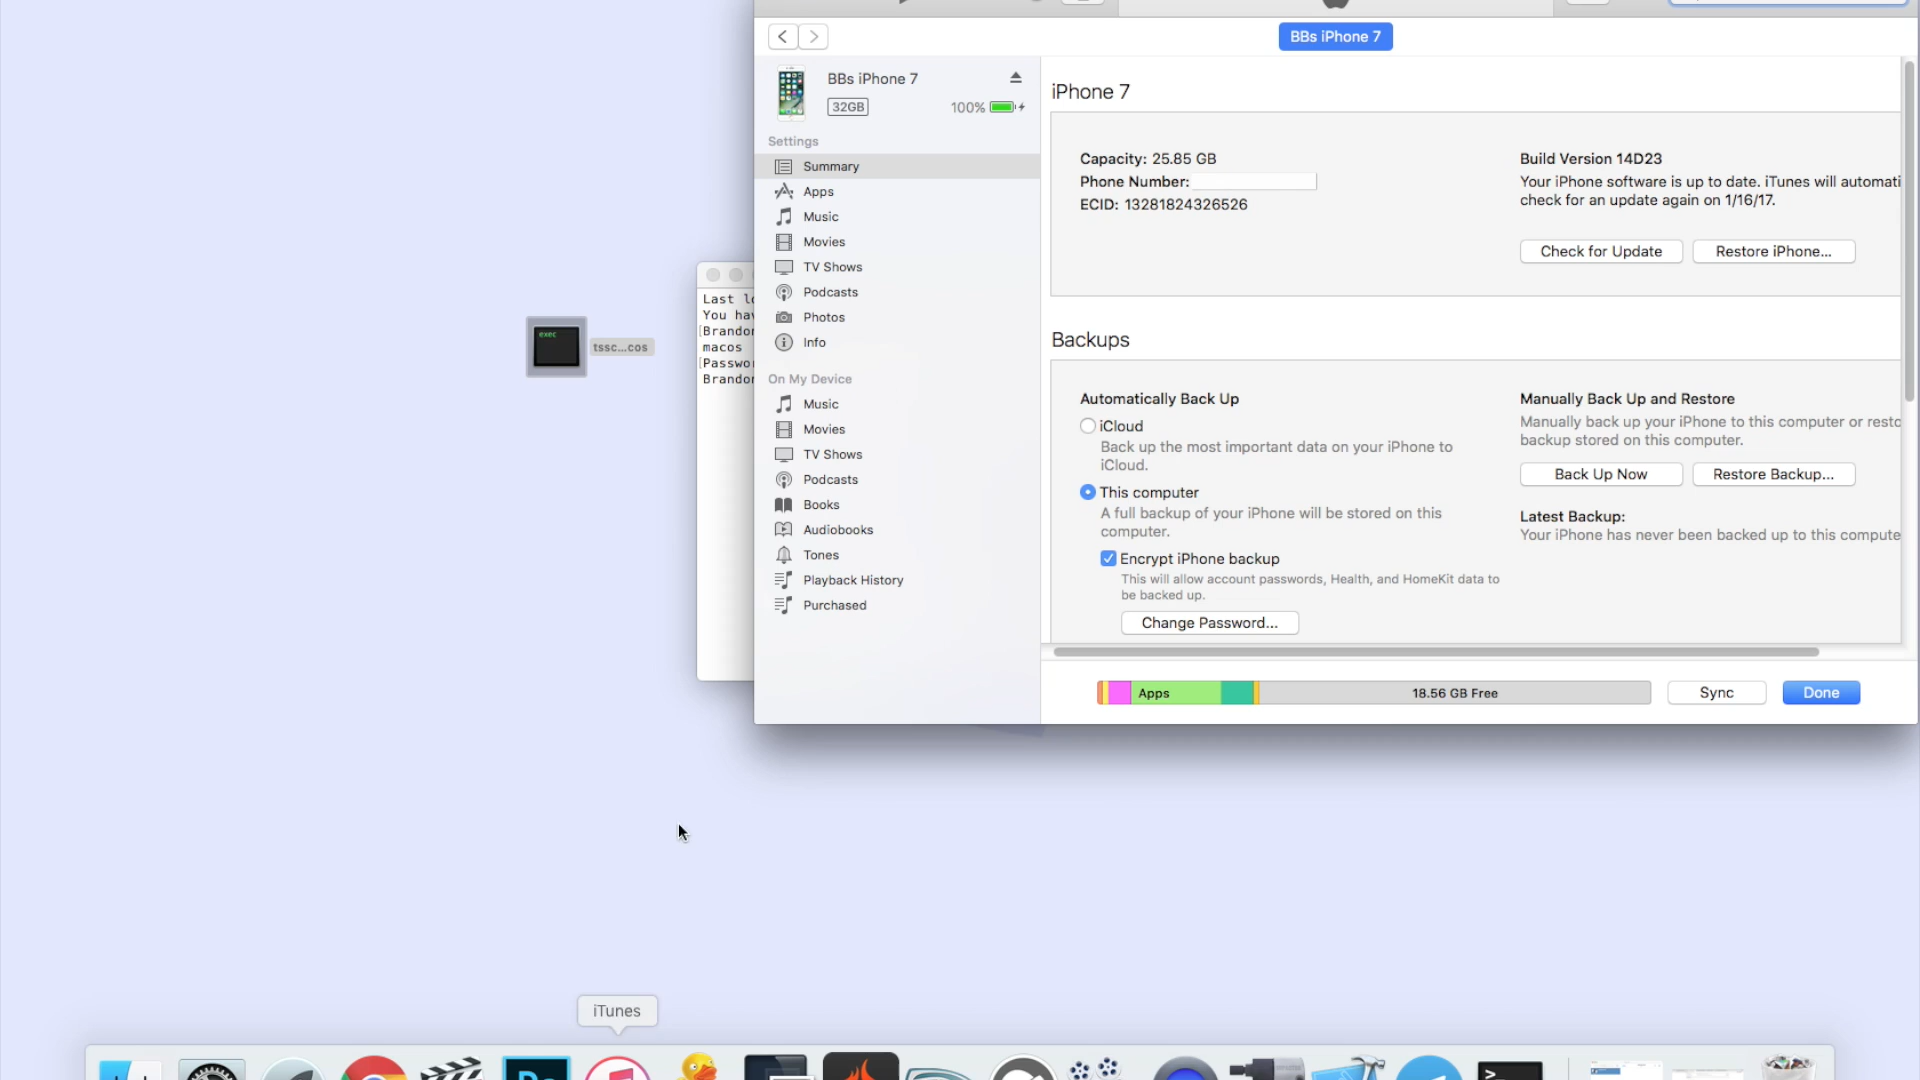 BBs iPhone 7
BBs iPhone 7
32GB
100%
Settings
Summary
Apps
Music
Movies
TV Shows
Podcasts
Photos
Info
On My Device
Music
Movies
TV Shows
Podcasts
Books
Audiobooks
Tones
Playback History
Purchased
iPhone 7
Capacity: 25.85 GB
Phone Number:
ECID: 13281824326526
Build Version 14D23
Your iPhone software is up to date. iTunes will automati
check for an update again on 1/16/17.
Check for Update
Restore iPhone...
Backups
Automatically Back Up
iCloud
Back up the most important data on your iPhone to
iCloud.
This computer
A full backup of your iPhone will be stored on this
computer.
Encrypt iPhone backup
This will allow account passwords, Health, and HomeKit data to
be backed up.
Change Password...
Manually Back Up and Restore
Manually back up your iPhone to this computer or resto
backup stored on this computer.
Back Up Now
Restore Backup...
Latest Backup:
Your iPhone has never been backed up to this compute
Apps
18.56 GB Free
Sync
Done
exec
tssc...cos
Last lo
You hav
[Brandon
macos
[Passwor
Brandon
iTunes